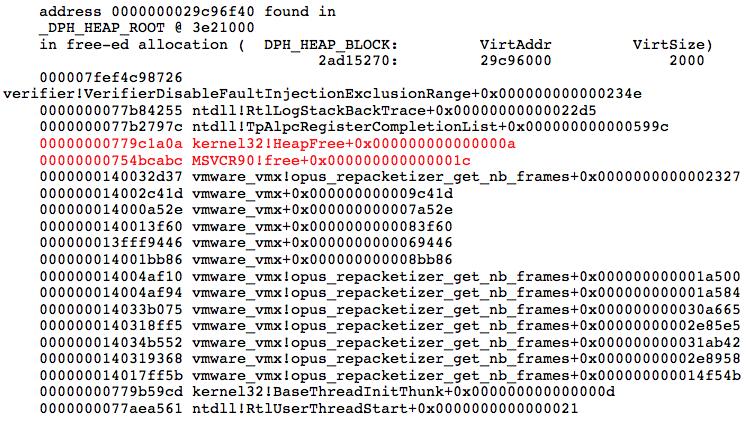 address 0000000029c96f40 found in
_DPH_HEAP_ROOT @ 3e21000
in free-ed allocation (  DPH_HEAP_BLOCK:         VirtAddr         VirtSize)
2ad15270:         29c96000             2000
000007fef4c98726
verifier!VerifierDisableFaultInjectionExclusionRange+0x000000000000234e
0000000077b84255 ntdll!RtlLogStackBackTrace+0x00000000000022d5
0000000077b2797c ntdll!TpAlpcRegisterCompletionList+0x000000000000599c
00000000779c1a0a kernel32!HeapFree+0x000000000000000a
00000000754bcabc MSVCR90!free+0x000000000000001c
0000000140032d37 vmware_vmx!opus_repacketizer_get_nb_frames+0x0000000000002327
000000014002c41d vmware_vmx+0x000000000009c41d
000000014000a52e vmware_vmx+0x000000000007a52e
0000000140013f60 vmware_vmx+0x0000000000083f60
000000013fff9446 vmware_vmx+0x0000000000069446
000000014001bb86 vmware_vmx+0x000000000008bb86
000000014004af10 vmware_vmx!opus_repacketizer_get_nb_frames+0x000000000001a500
000000014004af94 vmware_vmx!opus_repacketizer_get_nb_frames+0x000000000001a584
000000014033b075 vmware_vmx!opus_repacketizer_get_nb_frames+0x000000000030a665
0000000140318ff5 vmware_vmx!opus_repacketizer_get_nb_frames+0x00000000002e85e5
000000014034b552 vmware_vmx!opus_repacketizer_get_nb_frames+0x000000000031ab42
0000000140319368 vmware_vmx!opus_repacketizer_get_nb_frames+0x00000000002e8958
000000014017ff5b vmware_vmx!opus_repacketizer_get_nb_frames+0x000000000014f54b
00000000779b59cd kernel32!BaseThreadInitThunk+0x000000000000000d
0000000077aea561 ntdll!RtlUserThreadStart+0x0000000000000021